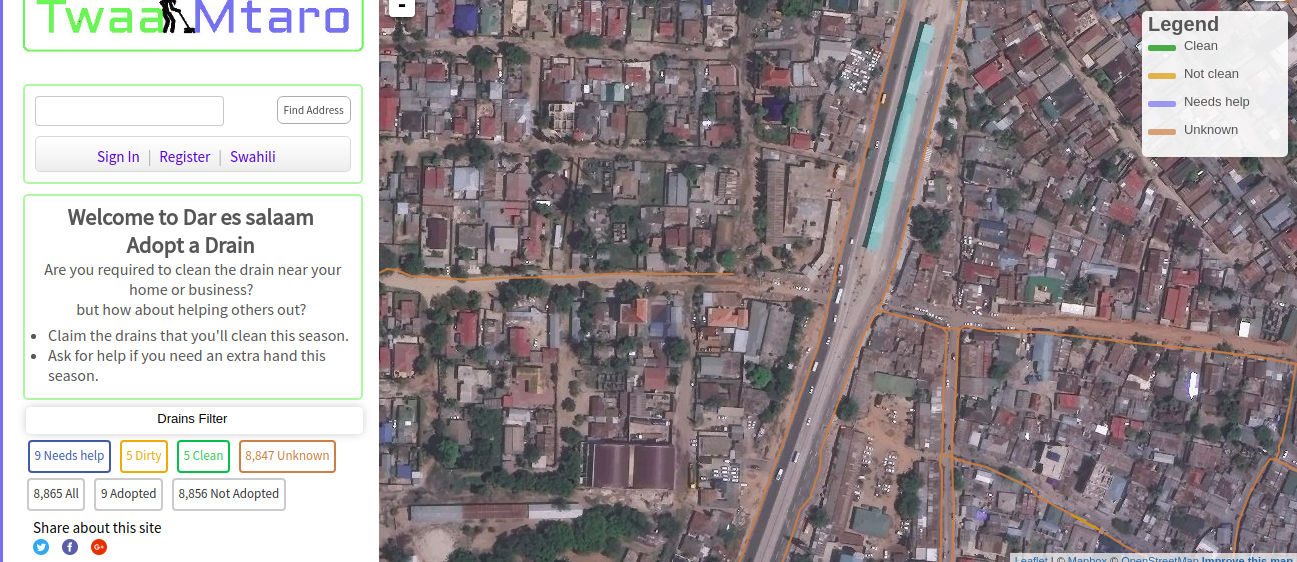 Twaa Mtaro
Find Address
Sign In | Register | Swahili
Welcome to Dar es salaam
Adopt a Drain
Are you required to clean the drain near your
home or business?
but how about helping others out?
Claim the drains that you'll clean this season.
Ask for help if you need an extra hand this
season.
Drains Filter
9 Needs help
5 Dirty
5 Clean
8,847 Unknown
8,865 All
9 Adopted
8,856 Not Adopted
Share about this site
-
Legend
Clean
Not clean
Needs help
Unknown
Leaflet | © Mapbox © OpenStreetMap Improve this map